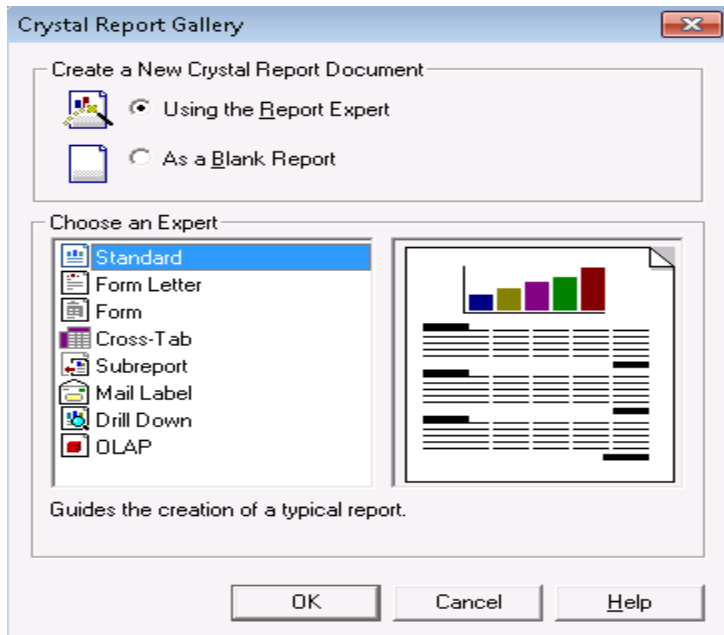 Crystal Report Gallery
Create a New Crystal Report Document
Using the Report Expert
As a Blank Report
Choose an Expert
Standard
Form Letter
Form
Cross-Tab
Subreport
Mail Label
Drill Down
OLAP
Guides the creation of a typical report.
OK Cancel Help